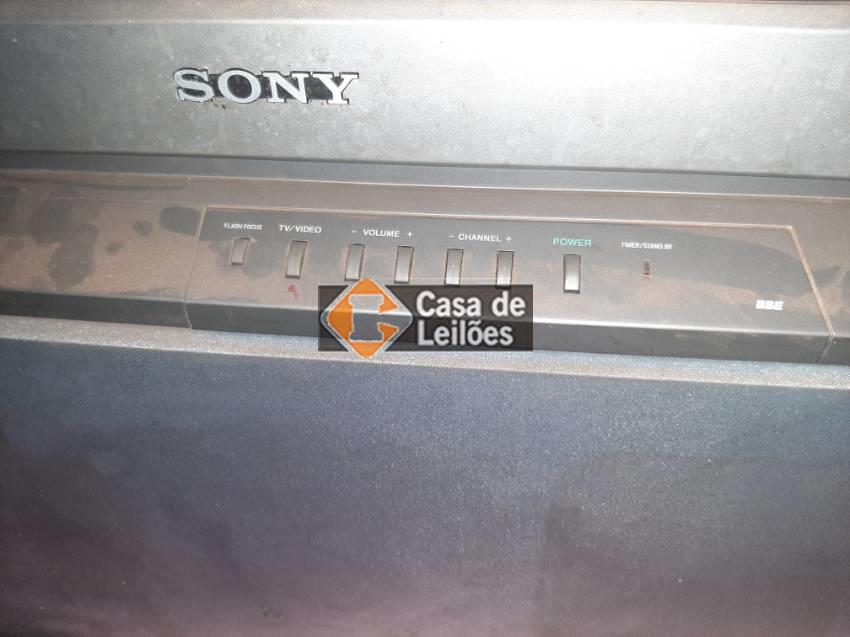 SONY
FLASH FOCUS TV/VIDEO - VOLUME + - CHANNEL + POWER TIMER/STAND BY
BBE
Casa de
Leilões